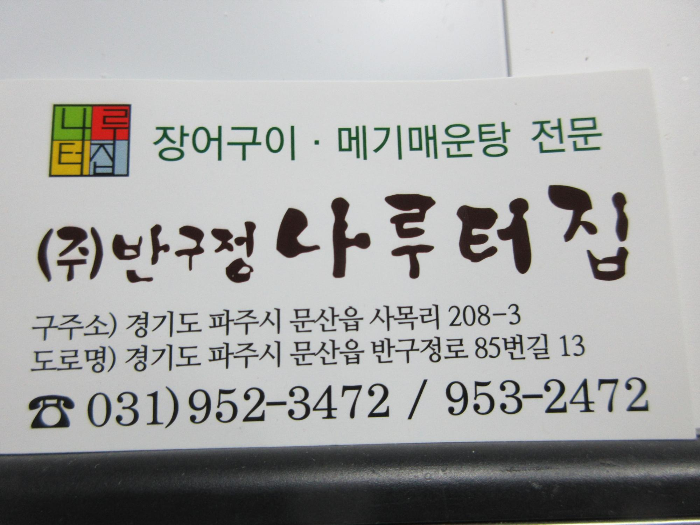 나루
터집
장어구이 · 메기매운탕 전문
(주)반구정 나루터집
구주소) 경기도 파주시 문산읍 사목리 208-3
도로명) 경기도 파주시 문산읍 반구정로 85번길 13
☎ 031)952-3472 / 953-2472